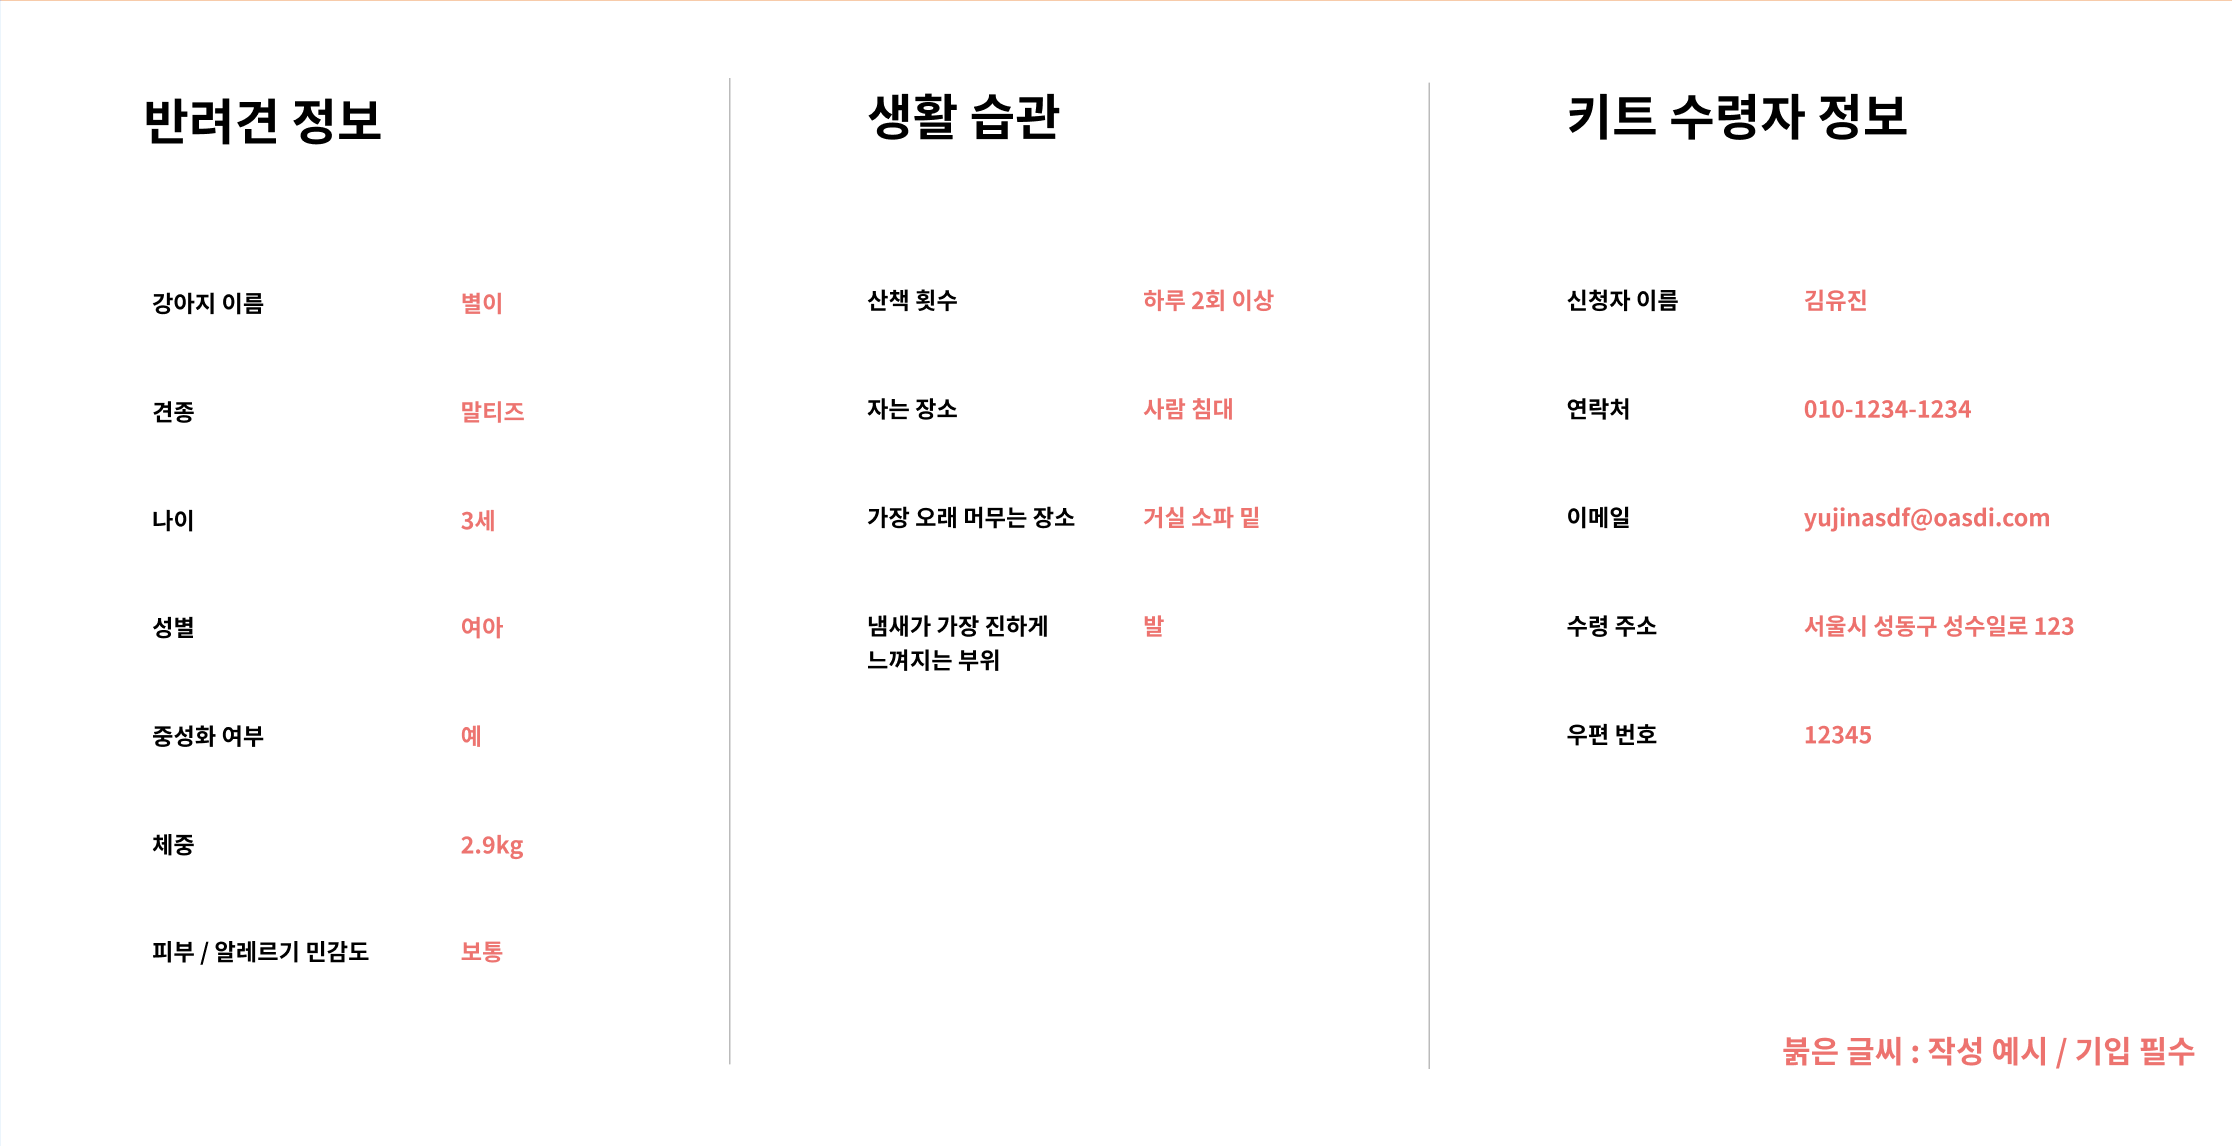 반려견 정보
강아지 이름 별이
견종 말티즈
나이 3세
성별 여아
중성화 여부 예
체중 2.9kg
피부 / 알레르기 민감도 보통
생활 습관
산책 횟수 하루 2회 이상
자는 장소 사람 침대
가장 오래 머무는 장소 거실 소파 밑
냄새가 가장 진하게 발
느껴지는 부위
키트 수령자 정보
신청자 이름 김유진
연락처 010-1234-1234
이메일 yujinasdf@oasdi.com
수령 주소 서울시 성동구 성수일로 123
우편 번호 12345
붉은 글씨 : 작성 예시 / 기입 필수